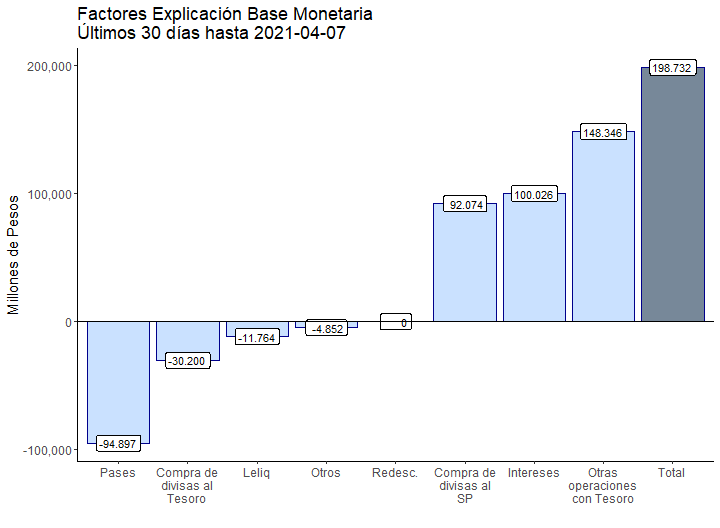 Factores Explicación Base Monetaria
Últimos 30 días hasta 2021-04-07
Millones de Pesos
200,000
100,000
0
-100,000
-94.897
-30.200
-11.764
-4.852
0
92.074
100.026
148.346
198.732
Pases
Compra de
divisas al
Tesoro
Leliq
Otros
Redesc.
Compra de
divisas al
SP
Intereses
Otras
operaciones
con Tesoro
Total